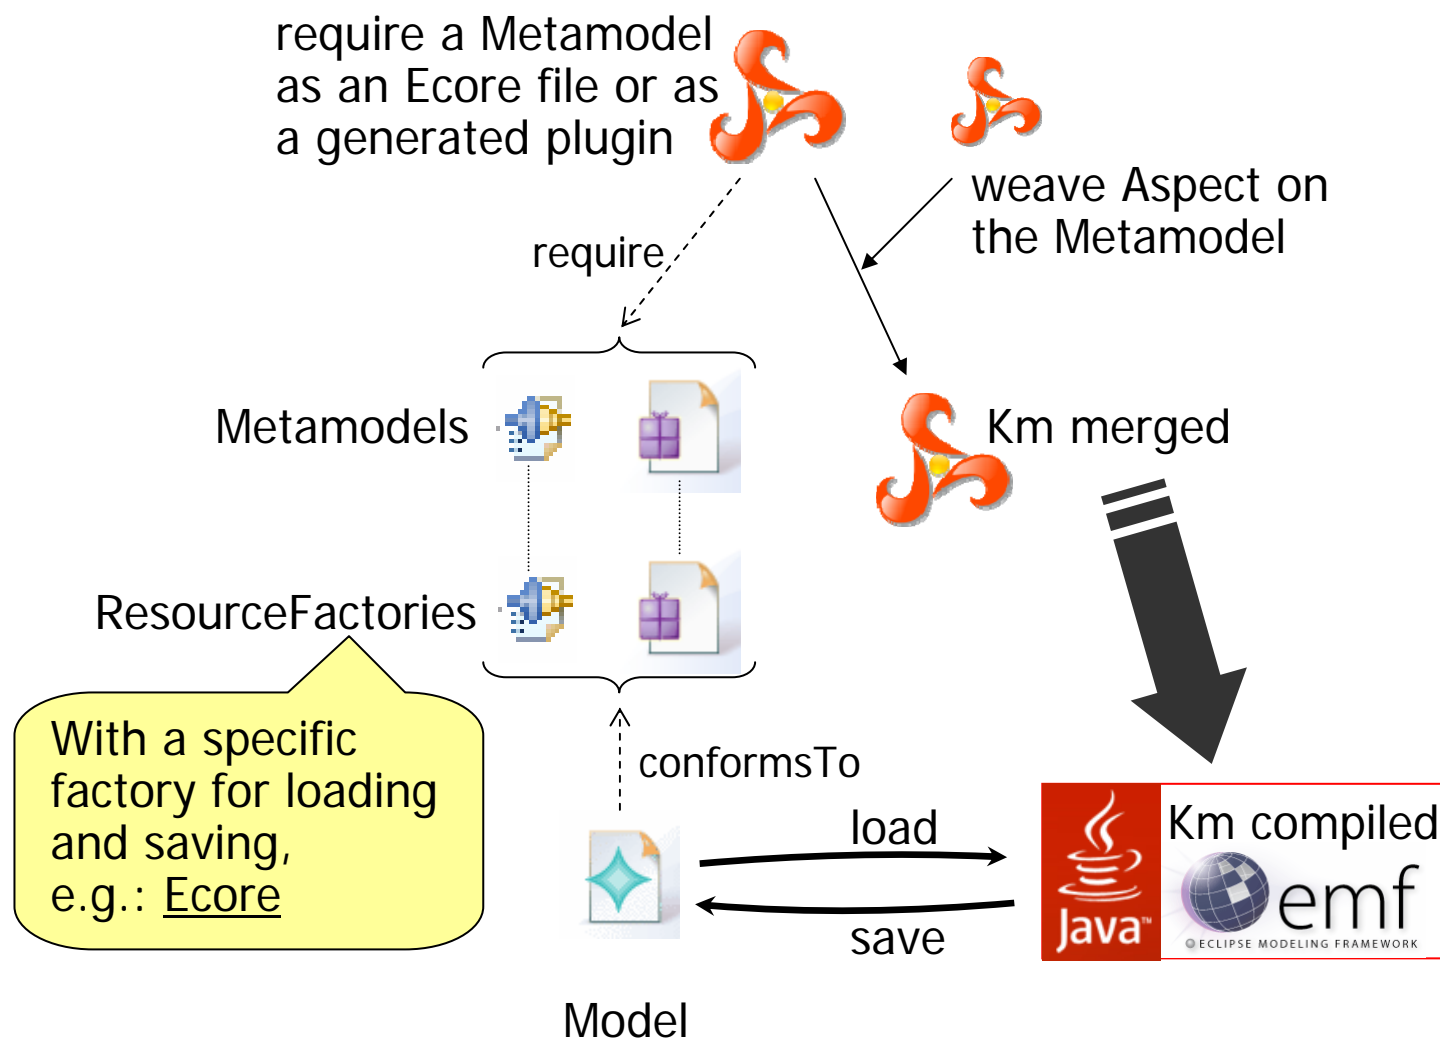 require a Metamodel
as an Ecore file or as
a generated plugin
weave Aspect on
the Metamodel
require
Metamodels
Km merged
ResourceFactories
With a specific
factory for loading
and saving,
e.g.: Ecore
conformsTo
load
save
Model
Km compiled
Java™
emf
ECLIPSE MODELING FRAMEWORK